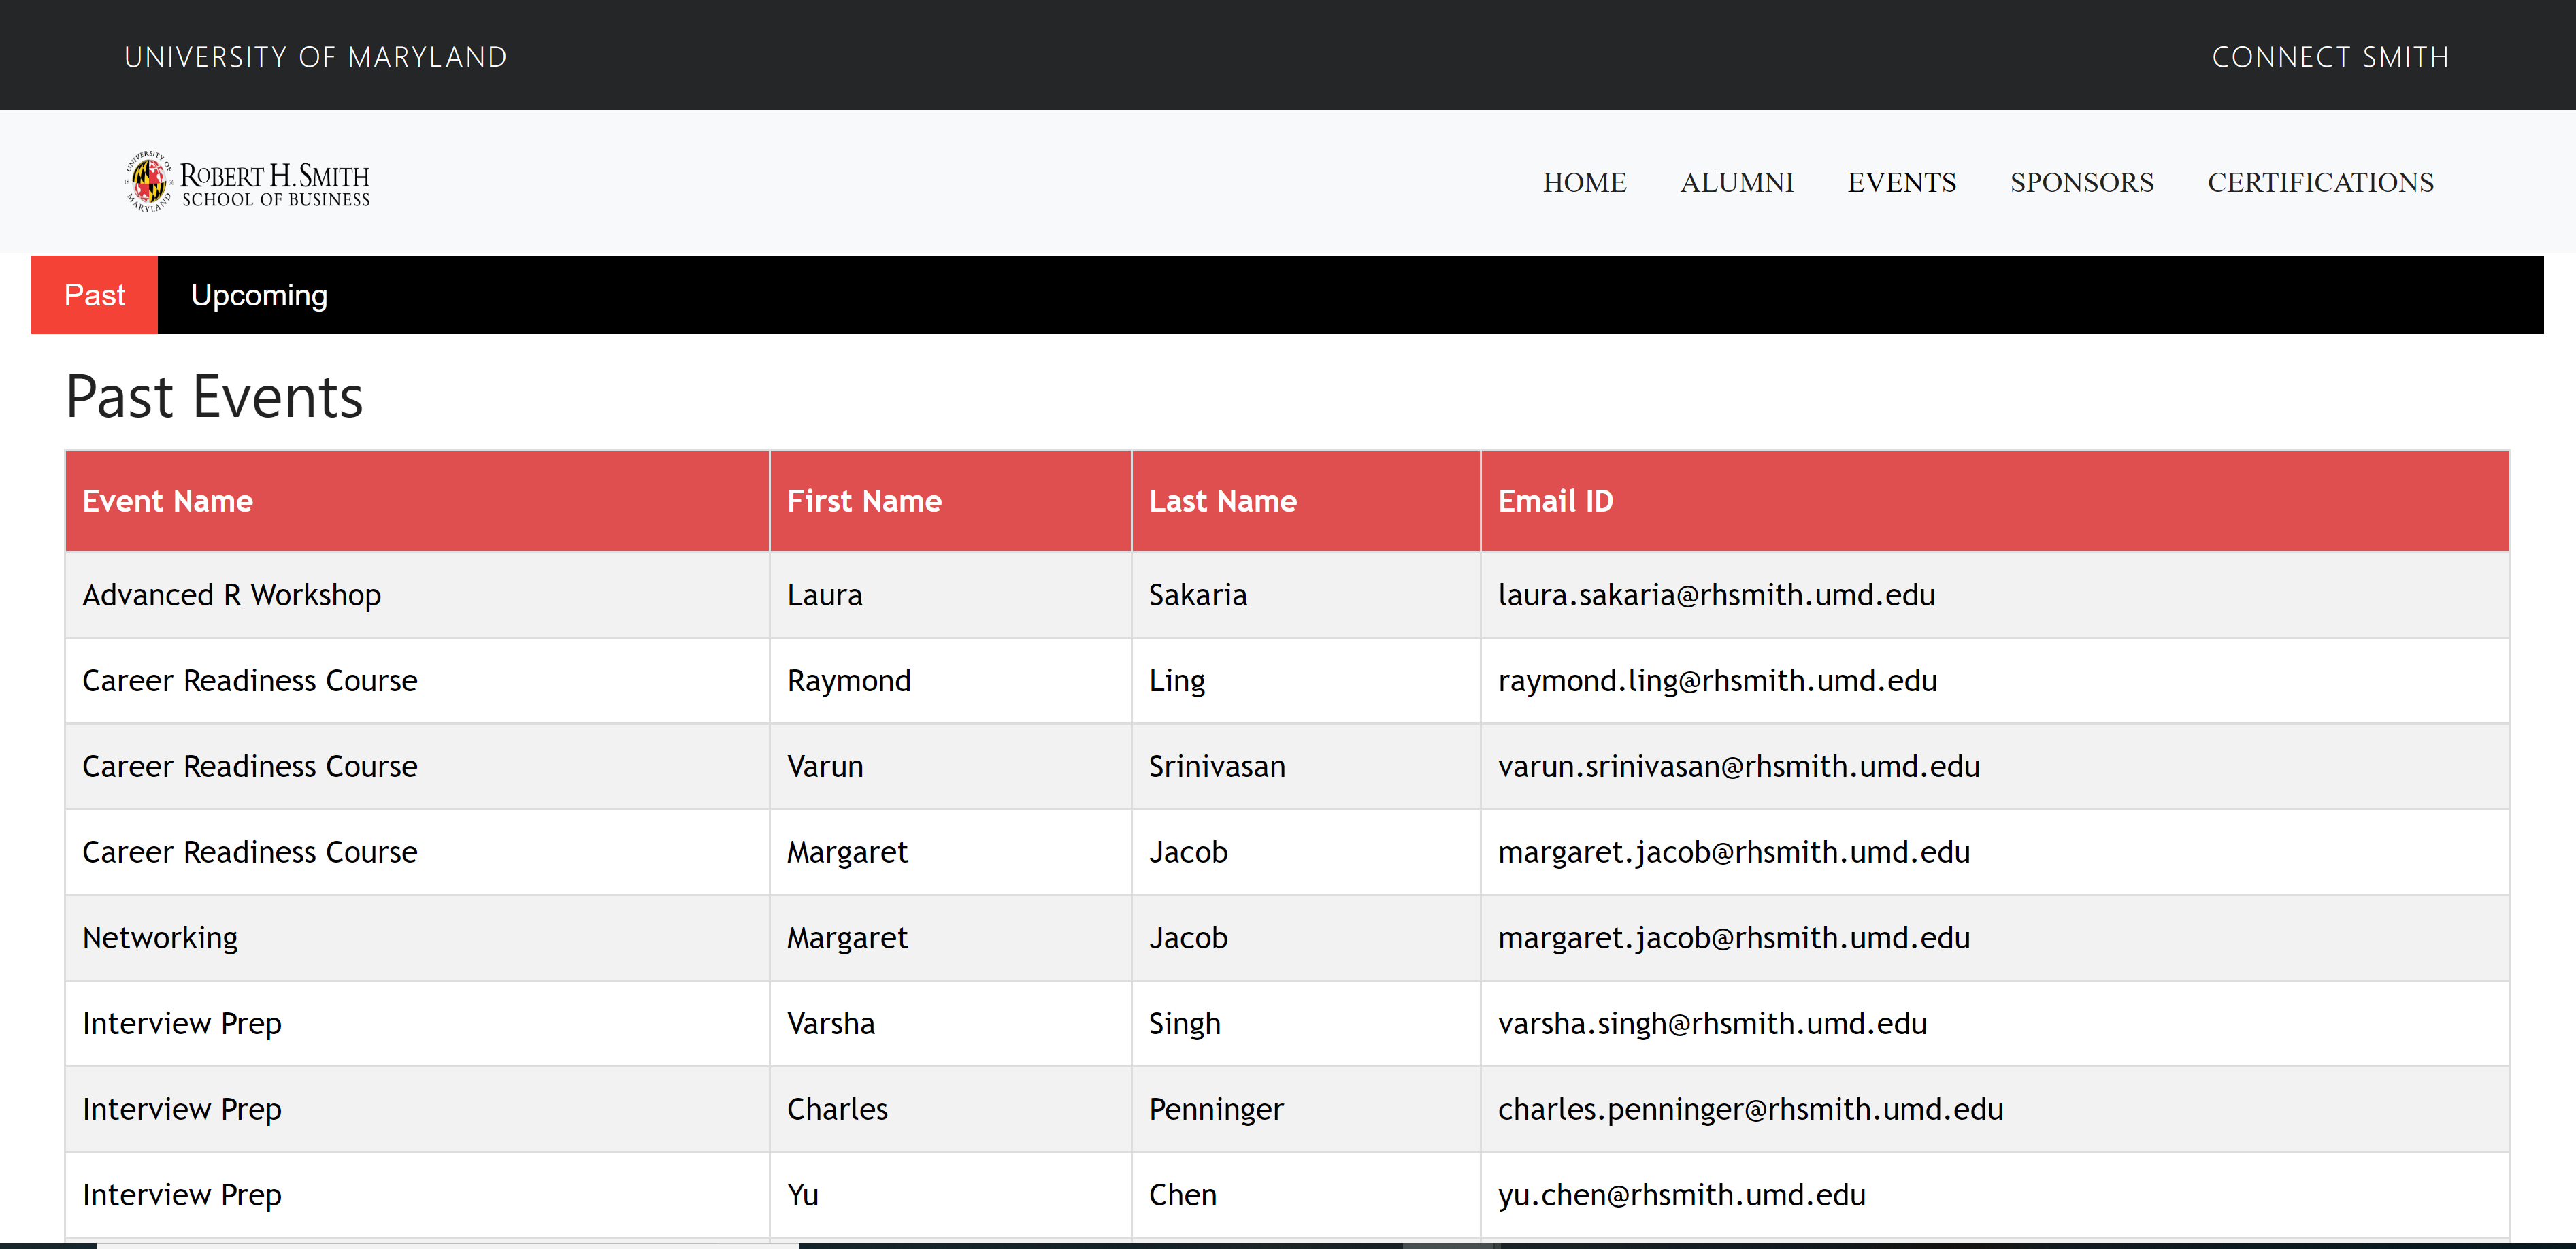 UNIVERSITY OF MARYLAND CONNECT SMITH
UNIVERSITY OF
18 56
MARYLAND
ROBERT H. SMITH
SCHOOL OF BUSINESS
HOME ALUMNI EVENTS SPONSORS CERTIFICATIONS
Past Upcoming
Past Events
Event Name First Name Last Name Email ID
Advanced R Workshop Laura Sakaria laura.sakaria@rhsmith.umd.edu
Career Readiness Course Raymond Ling raymond.ling@rhsmith.umd.edu
Career Readiness Course Varun Srinivasan varun.srinivasan@rhsmith.umd.edu
Career Readiness Course Margaret Jacob margaret.jacob@rhsmith.umd.edu
Networking Margaret Jacob margaret.jacob@rhsmith.umd.edu
Interview Prep Varsha Singh varsha.singh@rhsmith.umd.edu
Interview Prep Charles Penninger charles.penninger@rhsmith.umd.edu
Interview Prep Yu Chen yu.chen@rhsmith.umd.edu